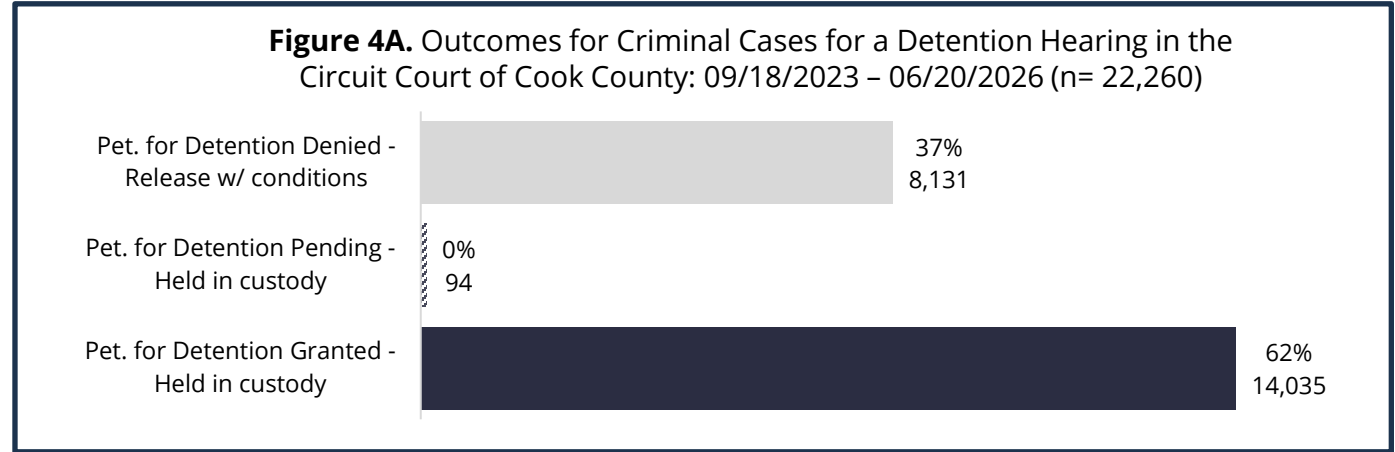 Figure 4A. Outcomes for Criminal Cases for a Detention Hearing in the
Circuit Court of Cook County: 09/18/2023 – 06/20/2026 (n= 22,260)
Pet. for Detention Denied -
Release w/ conditions
37%
8,131
Pet. for Detention Pending -
Held in custody
0%
94
Pet. for Detention Granted -
Held in custody
62%
14,035